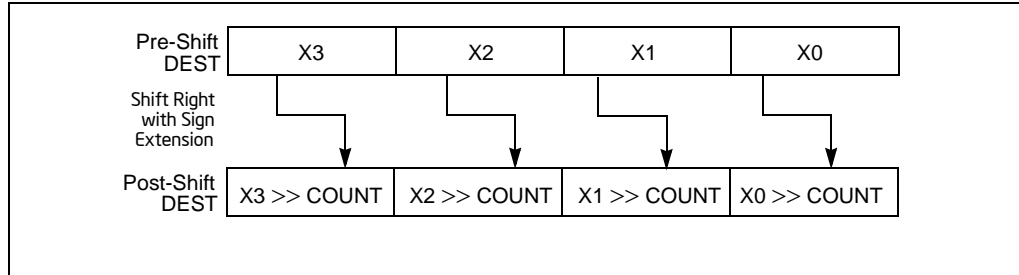 Pre-Shift
DEST
X3
X2
X1
X0
Shift Right
with Sign
Extension
Post-Shift
DEST
X3 >> COUNT
X2 >> COUNT
X1 >> COUNT
X0 >> COUNT